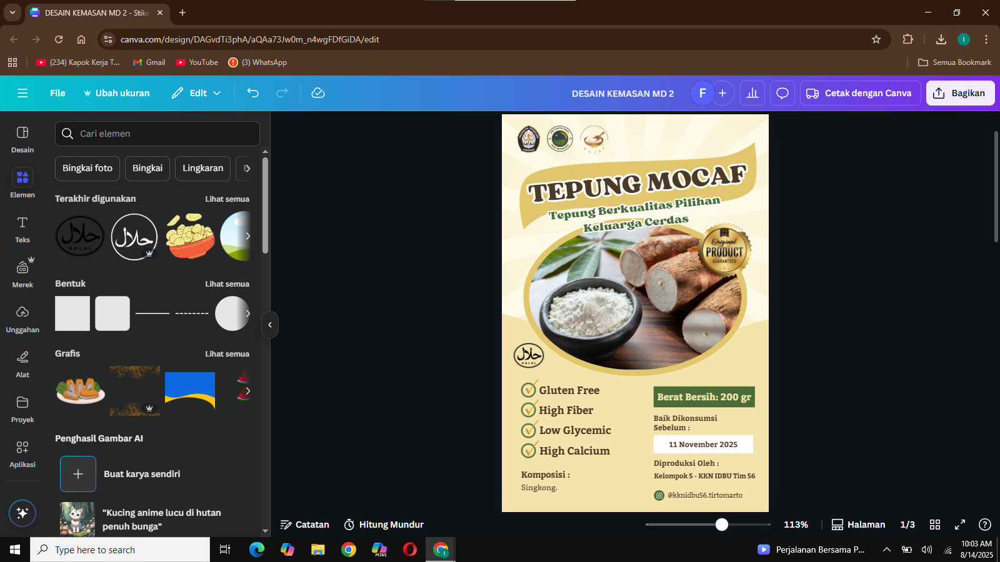 DESAIN KEMASAN MD 2 - Stike
canva.com/design/DAGvdTi3phA/aQAa73Jw0m_n4wgFDfGiDA/edit
I
(234) Kapok Kerja T...
Gmail
YouTube
(3) WhatsApp
Semua Bookmark
File
Ubah ukuran
Edit
DESAIN KEMASAN MD 2
F
Cetak dengan Canva
Bagikan
Desain
Elemen
Teks
Merek
Unggahan
Alat
Proyek
Aplikasi
Cari elemen
Bingkai foto
Bingkai
Lingkaran
Terakhir digunakan
Lihat semua
حلال
HALAL
حلال
Bentuk
Lihat semua
Grafis
Lihat semua
Penghasil Gambar AI
Buat karya sendiri
"Kucing anime lucu di hutan
penuh bunga"
MOCAF
TEPUNG MOCAF
Tepung Berkualitas Pilihan
Keluarga Cerdas
Original
PRODUCT
GUARANTEED
حلال
HALAL
Gluten Free
High Fiber
Low Glycemic
High Calcium
Komposisi :
Singkong.
Berat Bersih: 200 gr
Baik Dikonsumsi
Sebelum :
11 November 2025
Diproduksi Oleh :
Kelompok 5 - KKN IDBU Tim 56
@kknidbu56.tirtomarto
Catatan
Hitung Mundur
113%
Halaman
1/3
Type here to search
M365
Perjalanan Bersama P...
10:03 AM
8/14/2025